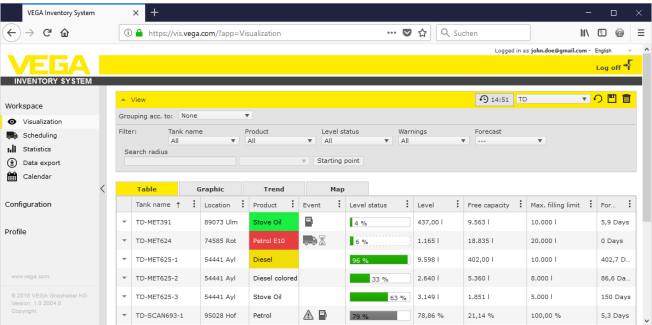 VEGA Inventory System
https://vis.vega.com/?app=Visualization
Suchen
Logged in as john.doe@gmail.com - English
VEGA
Log off
INVENTORY SYSTEM
Workspace
Visualization
Scheduling
Statistics
Data export
Calendar
Configuration
Profile
www.vega.com
Copyright
View
14:51
TD
Grouping acc. to: None
Filter: Tank name Product Level status Warnings Forecast
All All All All ---
Search radius
Starting point
Table Graphic Trend Map
Tank name ↑ Location Product Event Level status Level Free capacity Max. filling limit For...
TD-MET391 89073 Ulm Stove Oil 4 % 437,00 l 9.563 l 10.000 l 5,9 Days
TD-MET624 74585 Rot Petrol E10 6 % 1.165 l 18.835 l 20.000 l 0 Days
TD-MET625-1 54441 Ayl Diesel 96 % 9.598 l 402,00 l 10.000 l 402,7 D...
TD-MET625-2 54441 Ayl Diesel colored 33 % 2.640 l 5.360 l 8.000 l 86,6 Da...
TD-MET625-3 54441 Ayl Stove Oil 63 % 3.149 l 1.851 l 5.000 l 150 Days
TD-SCAN693-1 95028 Hof Petrol 79 % 78,86 % 21,14 % 100,00 % 5,3 Days